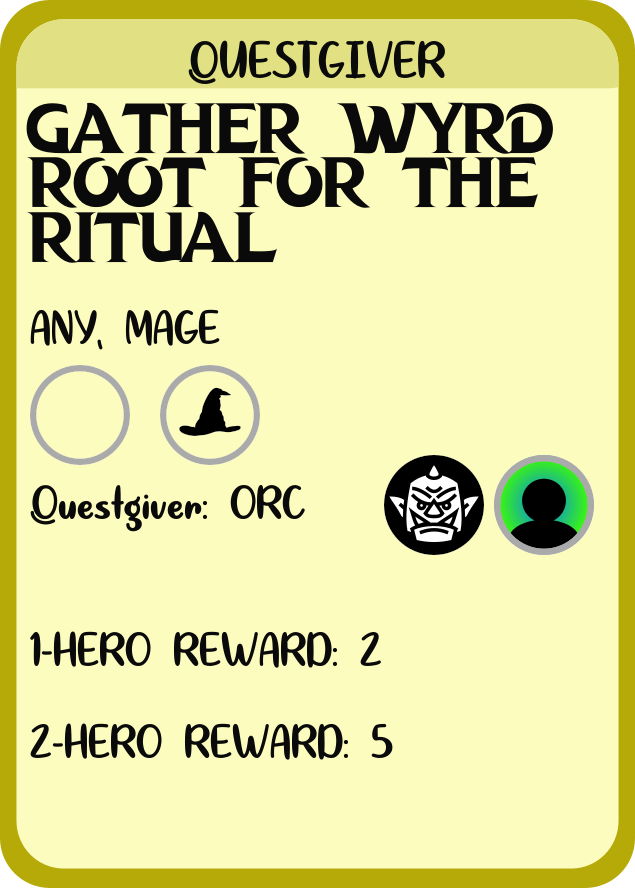 QUESTGIVER
GATHER WYRD
ROOT FOR THE
RITUAL
ANY, MAGE
Questgiver: ORC
1-HERO REWARD: 2
2-HERO REWARD: 5